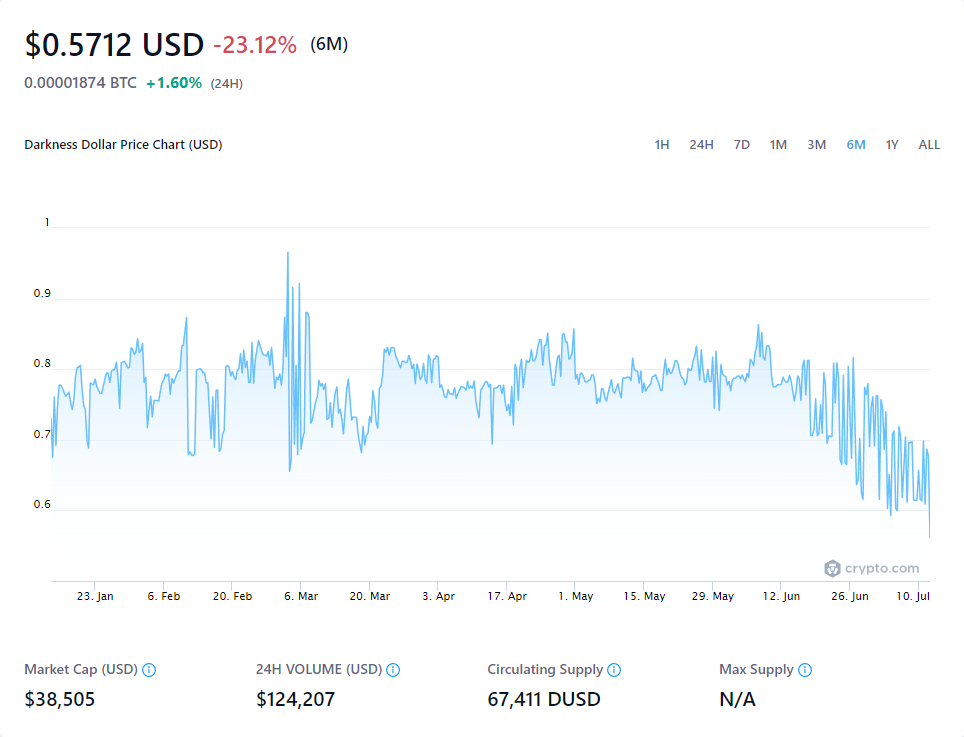 $0.5712 USD -23.12% (6M)
0.00001874 BTC +1.60% (24H)
Darkness Dollar Price Chart (USD) 1H 24H 7D 1M 3M 6M 1Y ALL
1
0.9
0.8
0.7
0.6
crypto.com
23. Jan 6. Feb 20. Feb 6. Mar 20. Mar 3. Apr 17. Apr 1. May 15. May 29. May 12. Jun 26. Jun 10. Jul
Market Cap (USD) 24H VOLUME (USD) Circulating Supply Max Supply
$38,505 $124,207 67,411 DUSD N/A